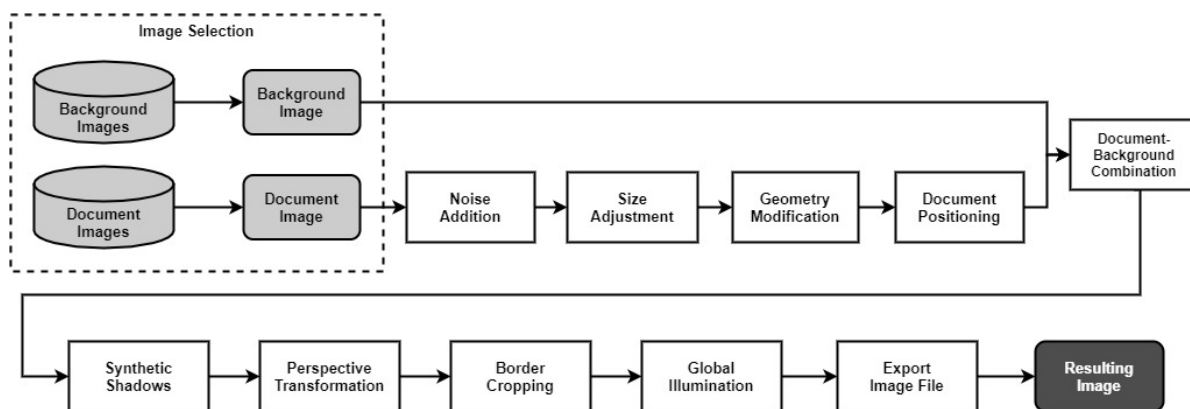 Image Selection
Background
Images
Background
Image
Document-
Background
Combination
Document
Images
Document
Image
Noise
Addition
Size
Adjustment
Geometry
Modification
Document
Positioning
Synthetic
Shadows
Perspective
Transformation
Border
Cropping
Global
Illumination
Export
Image File
Resulting
Image